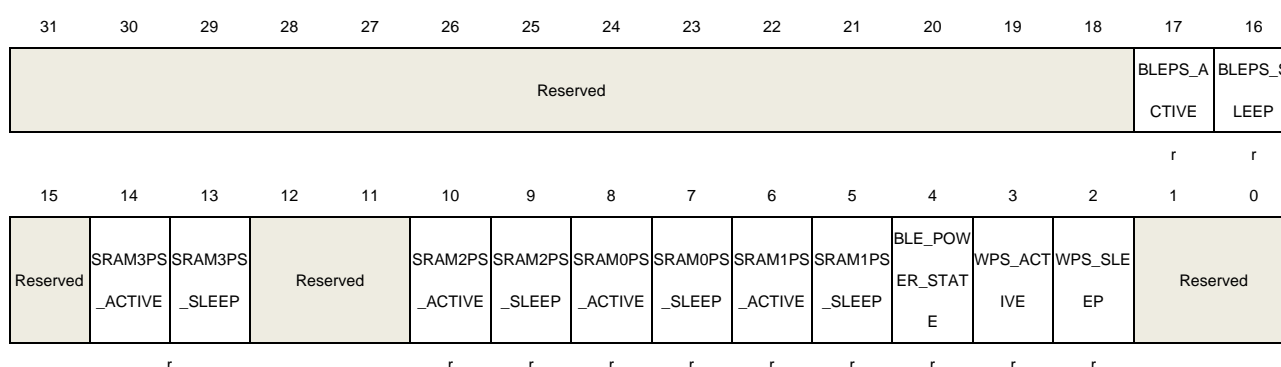 31 30 29 28 27 26 25 24 23 22 21 20 19 18 17 16
Reserved
BLEPS_A
CTIVE
BLEPS_S
LEEP
r r
15 14 13 12 11 10 9 8 7 6 5 4 3 2 1 0
Reserved
SRAM3PS
_ACTIVE
SRAM3PS
_SLEEP
Reserved
SRAM2PS
_ACTIVE
SRAM2PS
_SLEEP
SRAM0PS
_ACTIVE
SRAM0PS
_SLEEP
SRAM1PS
_ACTIVE
SRAM1PS
_SLEEP
BLE_POW
ER_STAT
E
WPS_ACT
IVE
WPS_SLE
EP
Reserved
r r r r r r r r r r